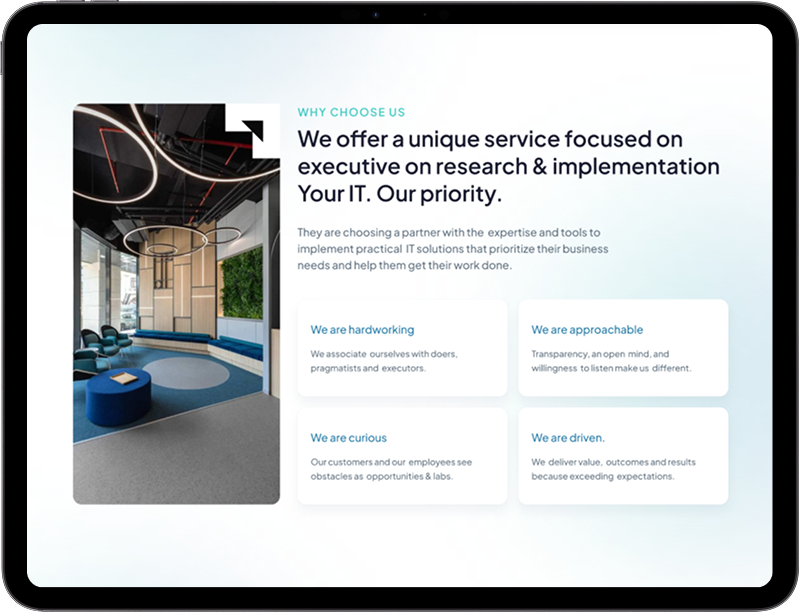 WHY CHOOSE US
We offer a unique service focused on
executive on research & implementation
Your IT. Our priority.
They are choosing a partner with the expertise and tools to
implement practical IT solutions that prioritize their business
needs and help them get their work done.
We are hardworking
We associate ourselves with doers,
pragmatists and executors.
We are approachable
Transparency, an open mind, and
willingness to listen make us different.
We are curious
Our customers and our employees see
obstacles as opportunities & labs.
We are driven.
We deliver value, outcomes and results
because exceeding expectations.